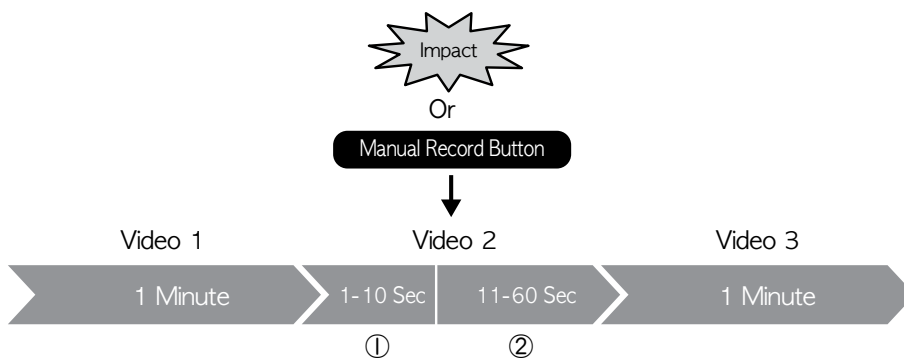 Impact
Or
Manual Record Button
Video 1 Video 2 Video 3
1 Minute 1-10 Sec 11-60 Sec 1 Minute
① ②